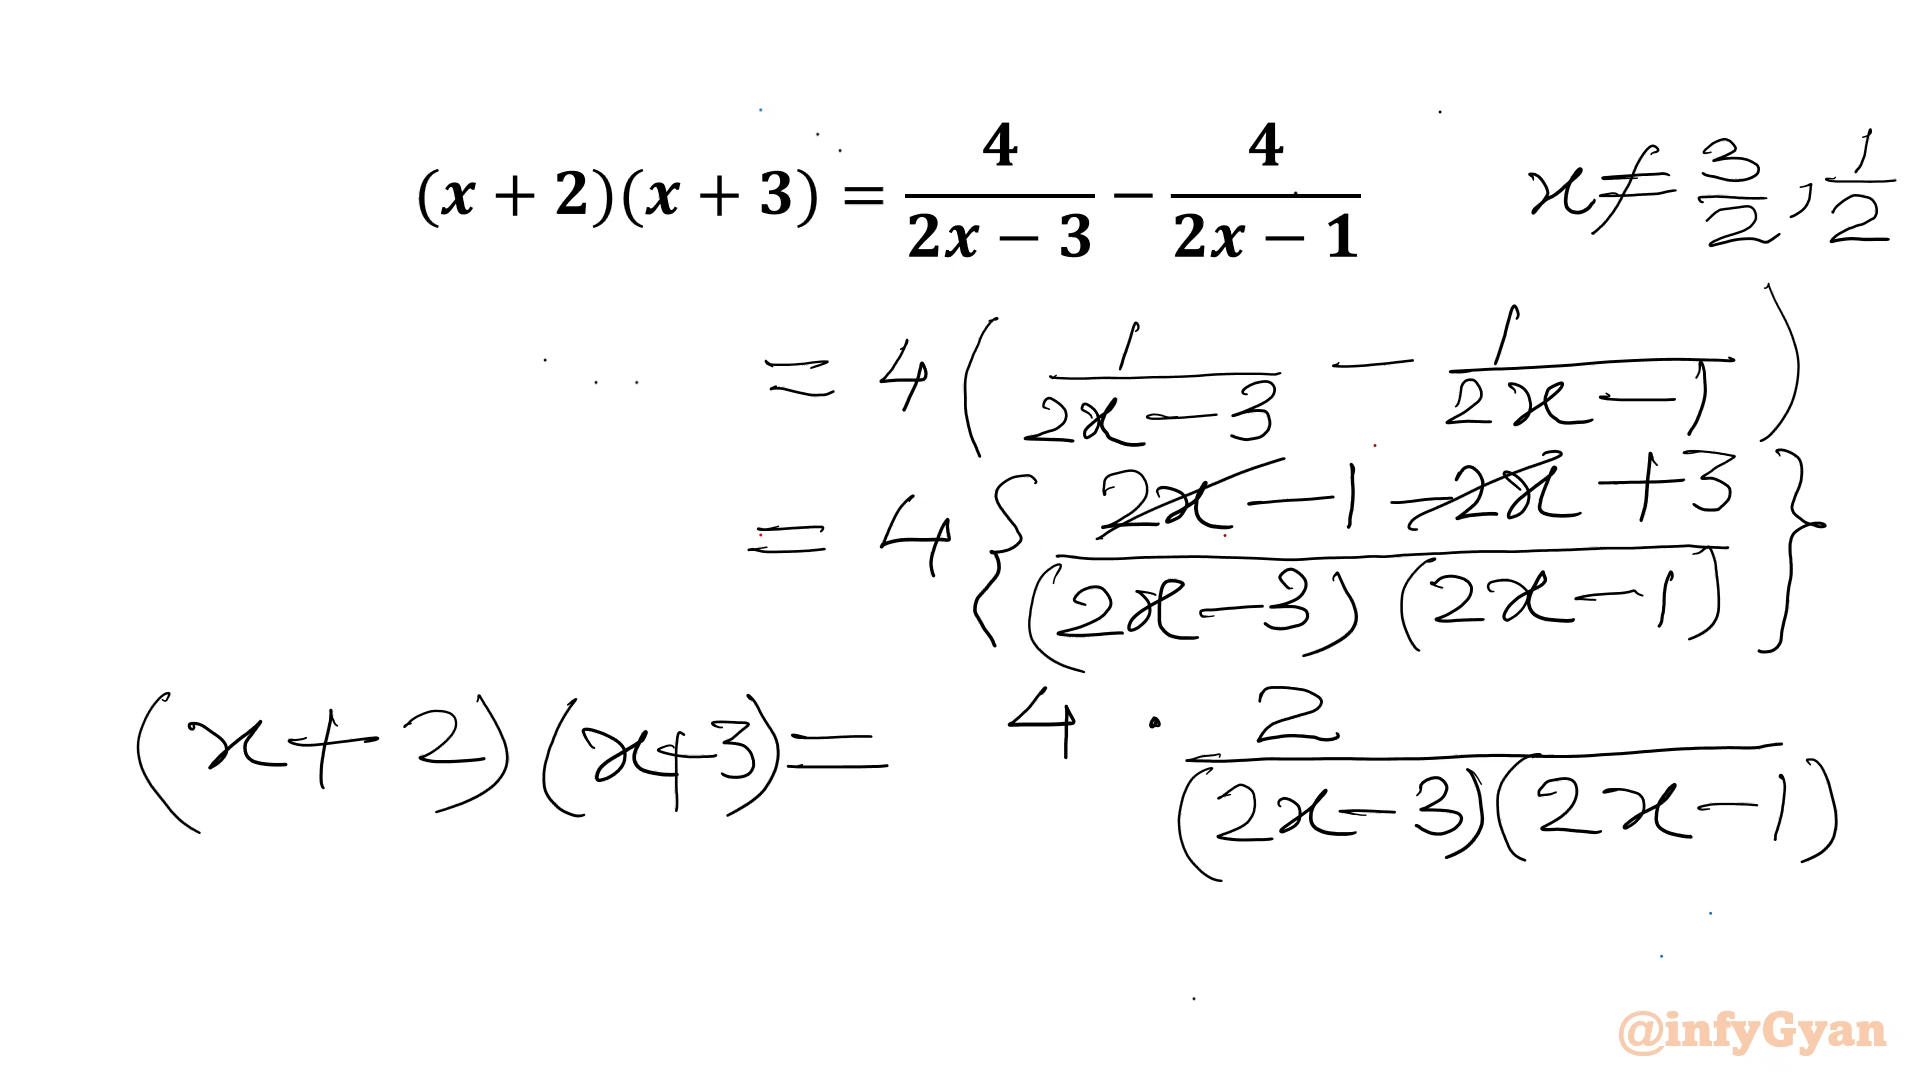 (x + 2)(x + 3) = 4/(2x − 3) − 4/(2x − 1)   x ≠ 3/2, 1/2
= 4(1/(2x − 3) − 1/(2x − 1))
= 4{(2x − 1 − 2x + 3)/((2x − 3)(2x − 1))}
(x + 2)(x + 3) = 4 · 2/((2x − 3)(2x − 1))
@infyGyan